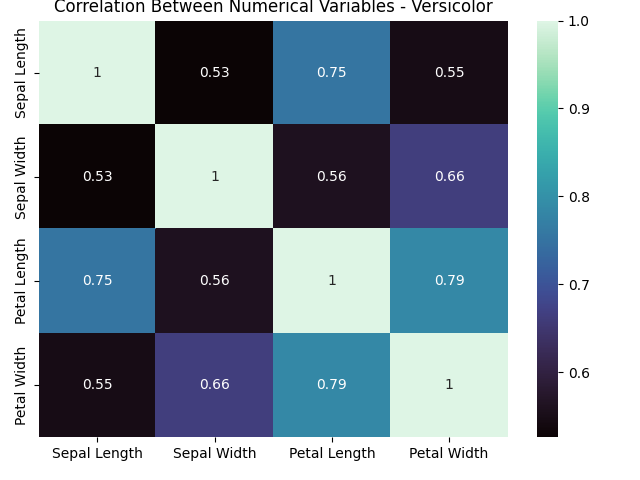 Correlation Between Numerical Variables - Versicolor
Sepal Length
1
0.53
0.75
0.55
Sepal Width
0.53
1
0.56
0.66
Petal Length
0.75
0.56
1
0.79
Petal Width
0.55
0.66
0.79
1
Sepal Length
Sepal Width
Petal Length
Petal Width
1.0
0.9
0.8
0.7
0.6